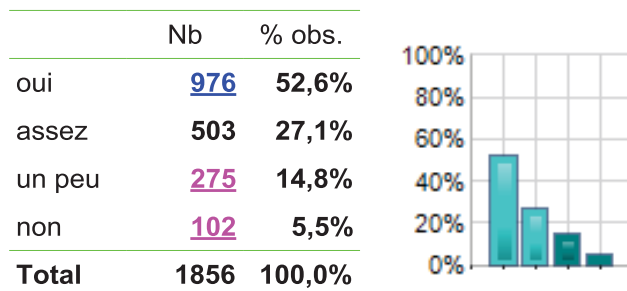 Nb % obs.
oui 976 52,6%
assez 503 27,1%
un peu 275 14,8%
non 102 5,5%
Total 1856 100,0%
100%
80%
60%
40%
20%
0%